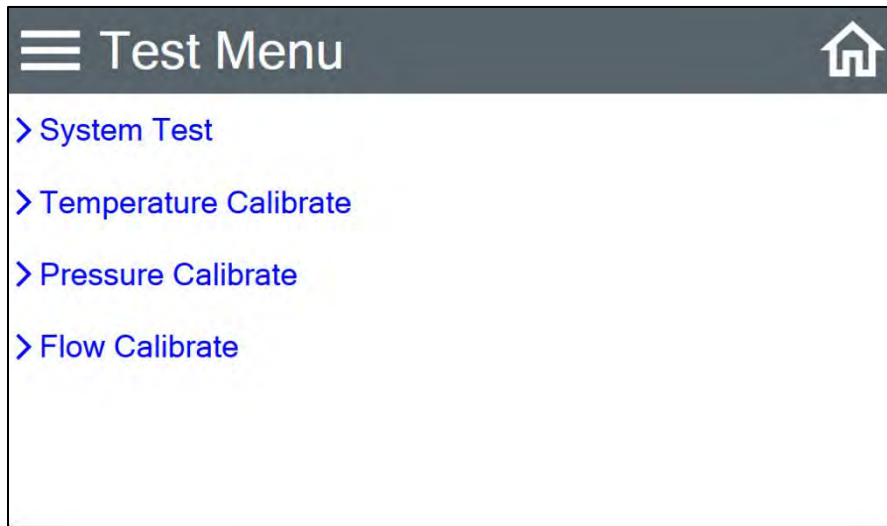 Test Menu
System Test
Temperature Calibrate
Pressure Calibrate
Flow Calibrate